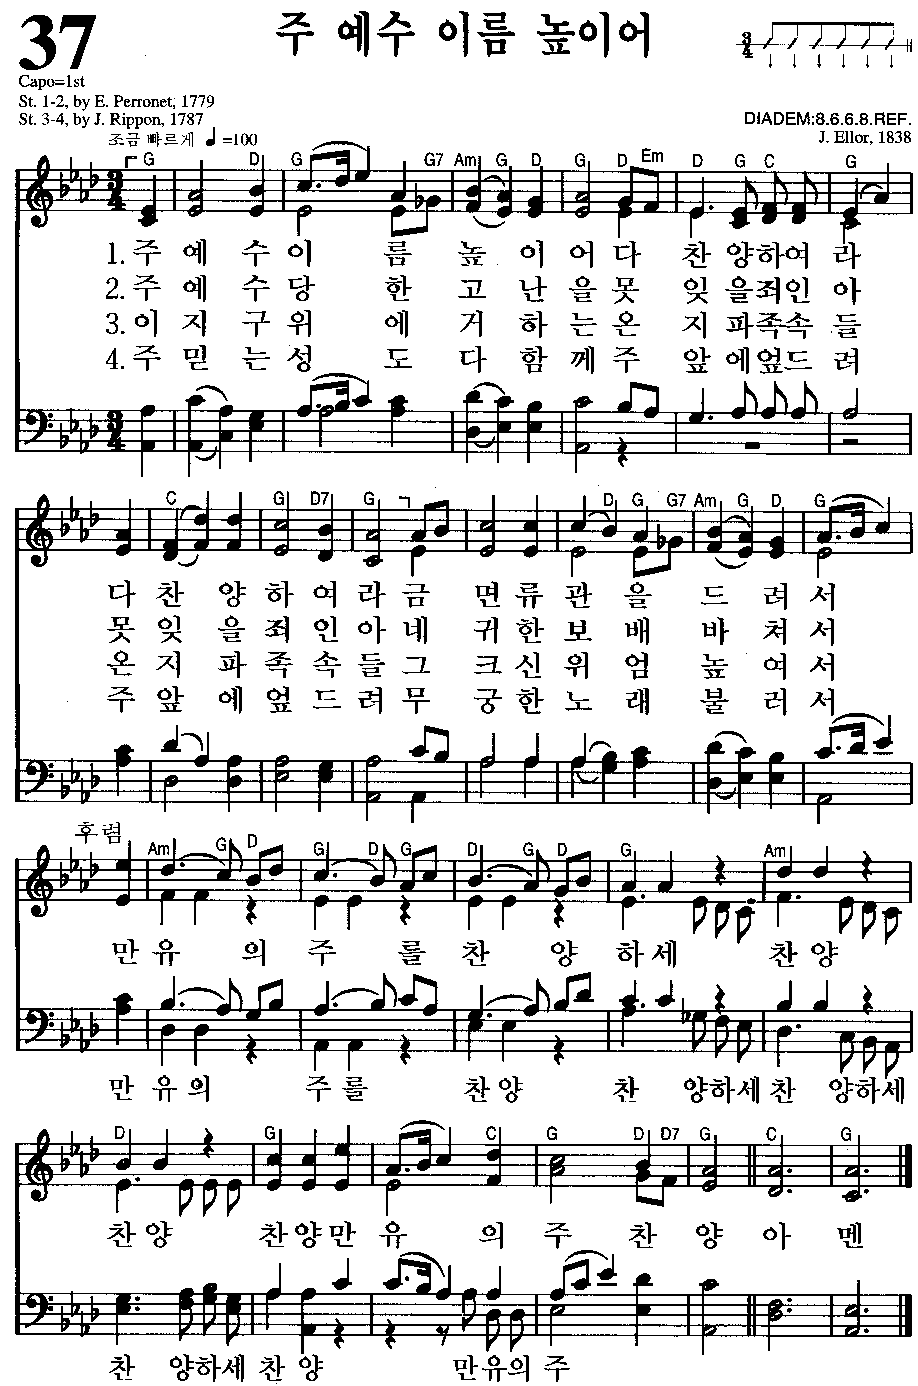 37
주 예수 이름 높이어
3/4
Capo=1st
St. 1-2, by E. Perronet, 1779
St. 3-4, by J. Rippon, 1787
DIADEM:8.6.6.8.REF.
J. Ellor, 1838
조금 빠르게 ♩=100
G D G G7 Am G D G D Em D G C G
1. 주 예 수 이 름 높 이 어 다 찬 양 하 여 라
2. 주 예 수 당 한 고 난 을 못 잊 을 죄 인 아
3. 이 지 구 위 에 거 하 는 온 지 파 족 속 들
4. 주 믿 는 성 도 다 함 께 주 앞 에 엎 드 려
C G D7 G D G G7 Am G D G
다 찬 양 하 여 라 금 면 류 관 을 드 려 서
못 잊 을 죄 인 아 네 귀 한 보 배 바 쳐 서
온 지 파 족 속 들 그 크 신 위 엄 높 여 서
주 앞 에 엎 드 려 무 궁 한 노 래 불 러 서
후렴
Am G D G D G D G D G Am
만 유 의 주 를 찬 양 하 세 찬 양
만 유 의 주 를 찬 양 찬 양하세 찬 양하세
D G C G D D7 G C G
찬 양 찬 양 만 유 의 주 찬 양 아 멘
찬 양하세 찬 양 만유의 주